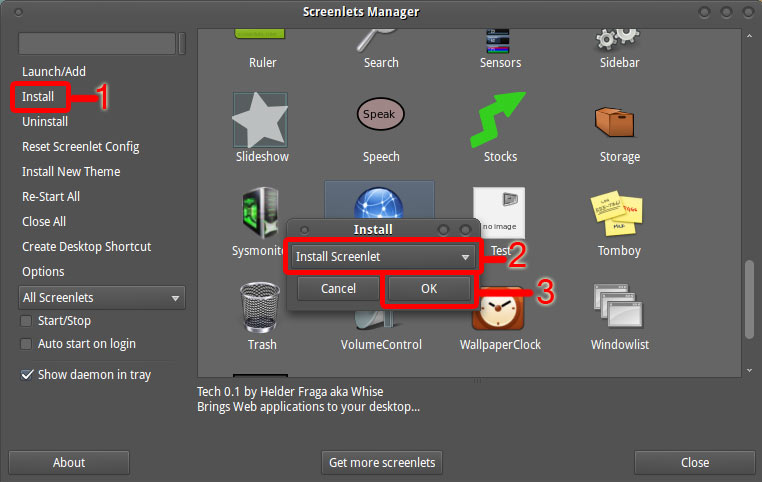 Screenlets Manager
Launch/Add
Install
1
Uninstall
Reset Screenlet Config
Install New Theme
Re-Start All
Close All
Create Desktop Shortcut
Options
All Screenlets
Start/Stop
Auto start on login
Show daemon in tray
Ruler
Search
Sensors
Sidebar
Slideshow
Speak
Speech
Stocks
Storage
Sysmonito
no image
Test
Tomboy
Install
Install Screenlet
2
Cancel
OK
3
Trash
VolumeControl
WallpaperClock
Windowlist
Tech 0.1 by Helder Fraga aka Whise
Brings Web applications to your desktop...
About
Get more screenlets
Close